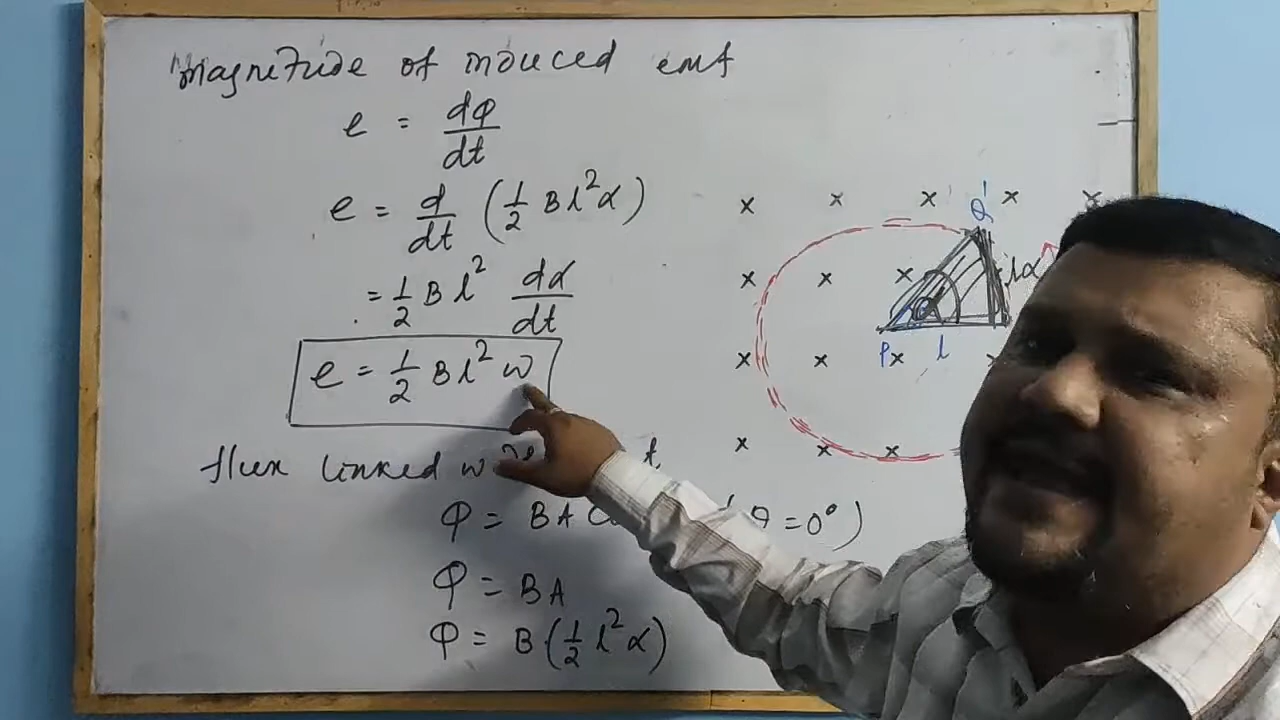 magnitude of induced emf
e = dφ/dt
e = d/dt (1/2 B l² α)
= 1/2 B l² dα/dt
e = 1/2 B l² ω
flux linked
φ = BA (θ = 0°)
φ = BA
φ = B(1/2 l² α)
x x x x x
Q'
x x x
lα
x x
P x l
x
x x x